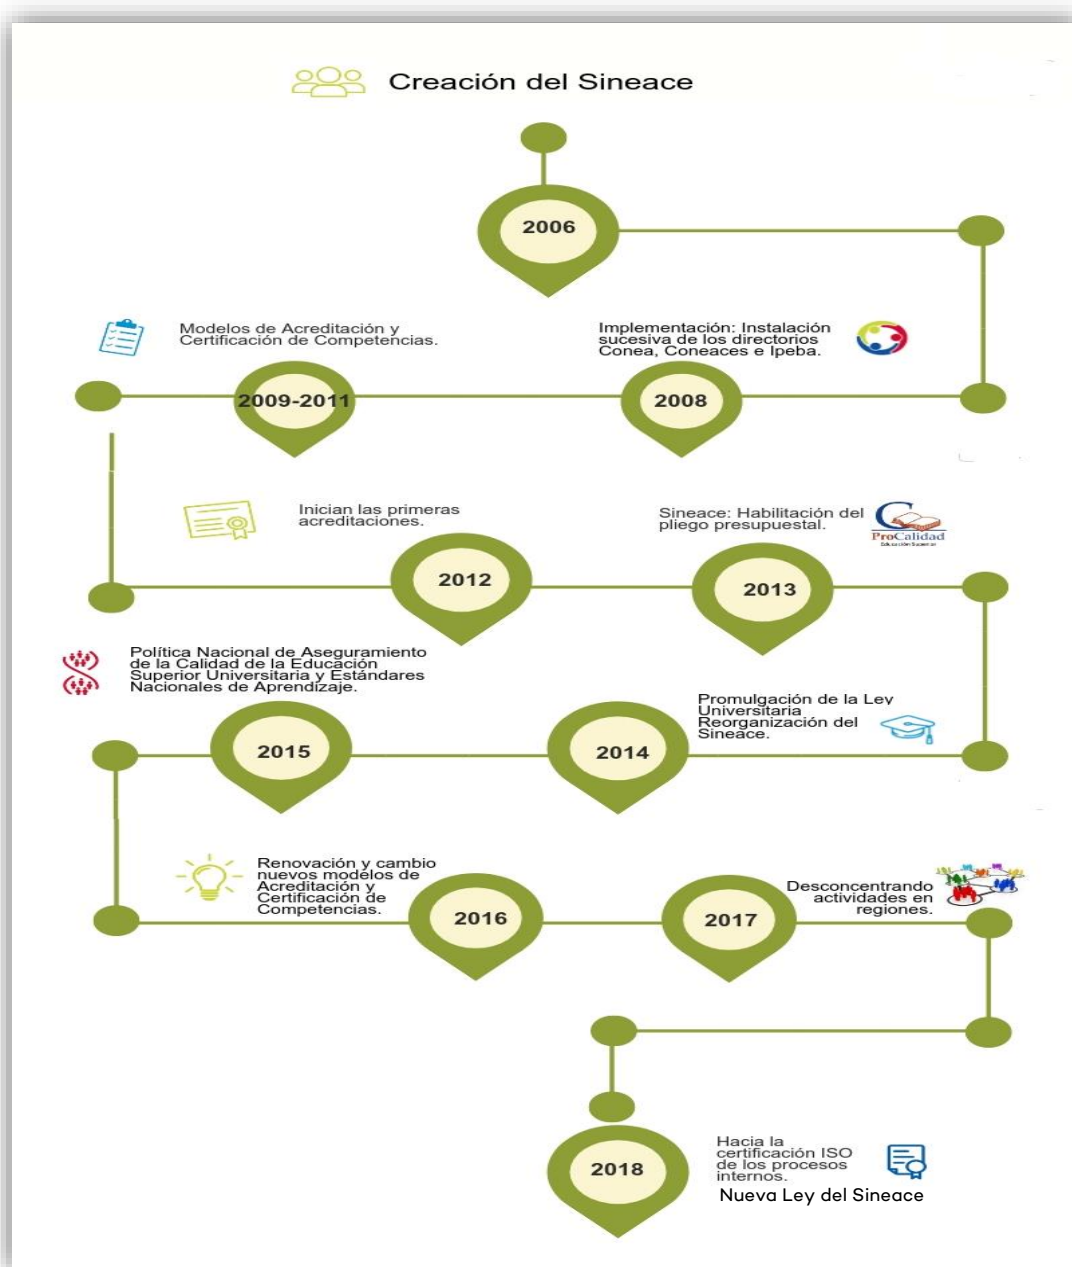 Creación del Sineace
2006
Modelos de Acreditación y
Certificación de Competencias.
Implementación: Instalación
sucesiva de los directorios
Conea, Coneaces e Ipeba.
2009-2011
2008
Inician las primeras
acreditaciones.
Sineace: Habilitación del
pliego presupuestal.
ProCalidad
Educación Superior
2012
2013
Política Nacional de Aseguramiento
de la Calidad de la Educación
Superior Universitaria y Estándares
Nacionales de Aprendizaje.
Promulgación de la Ley
Universitaria
Reorganización del
Sineace.
2015
2014
Renovación y cambio
nuevos modelos de
Acreditación y
Certificación de
Competencias.
Desconcentrando
actividades en
regiones.
2016
2017
2018
Hacia la
certificación ISO
de los procesos
internos.
Nueva Ley del Sineace